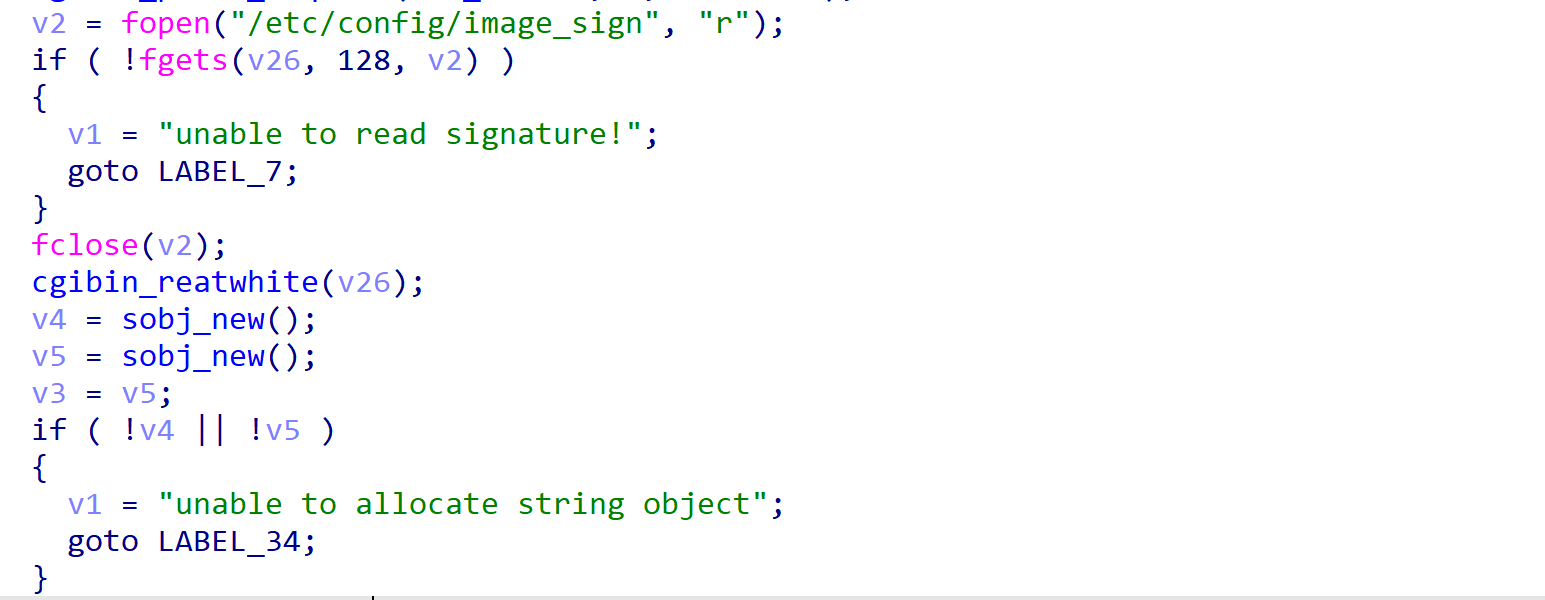 v2 = fopen("/etc/config/image_sign", "r");
if ( !fgets(v26, 128, v2) )
{
  v1 = "unable to read signature!";
  goto LABEL_7;
}
fclose(v2);
cgibin_reatwhite(v26);
v4 = sobj_new();
v5 = sobj_new();
v3 = v5;
if ( !v4 || !v5 )
{
  v1 = "unable to allocate string object";
  goto LABEL_34;
}